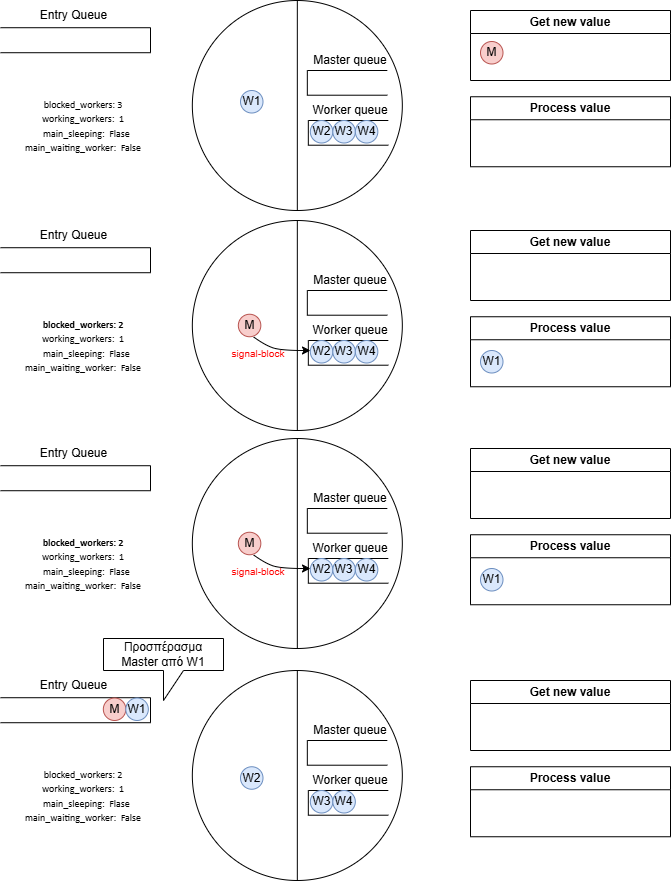 Entry Queue
Master queue
Get new value
M
W1
Worker queue
W2 W3 W4
Process value
blocked_workers: 3
working_workers: 1
main_sleeping: Flase
main_waiting_worker: False
Entry Queue
Master queue
Get new value
M
signal-block
Worker queue
W2 W3 W4
Process value
W1
blocked_workers: 2
working_workers: 1
main_sleeping: Flase
main_waiting_worker: False
Entry Queue
Master queue
Get new value
M
signal-block
Worker queue
W2 W3 W4
Process value
W1
blocked_workers: 2
working_workers: 1
main_sleeping: Flase
main_waiting_worker: False
Προσπέρασμα
Master από W1
Entry Queue
M W1
Master queue
Get new value
W2
Worker queue
W3 W4
Process value
blocked_workers: 2
working_workers: 1
main_sleeping: Flase
main_waiting_worker: False